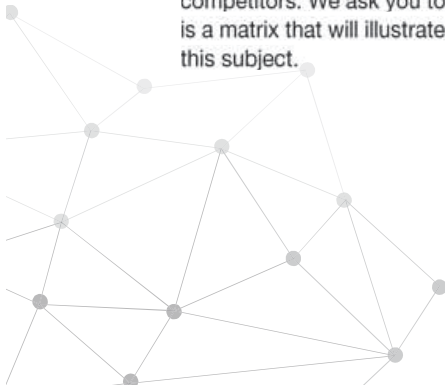 competitors. We ask you to
is a matrix that will illustrate
this subject.